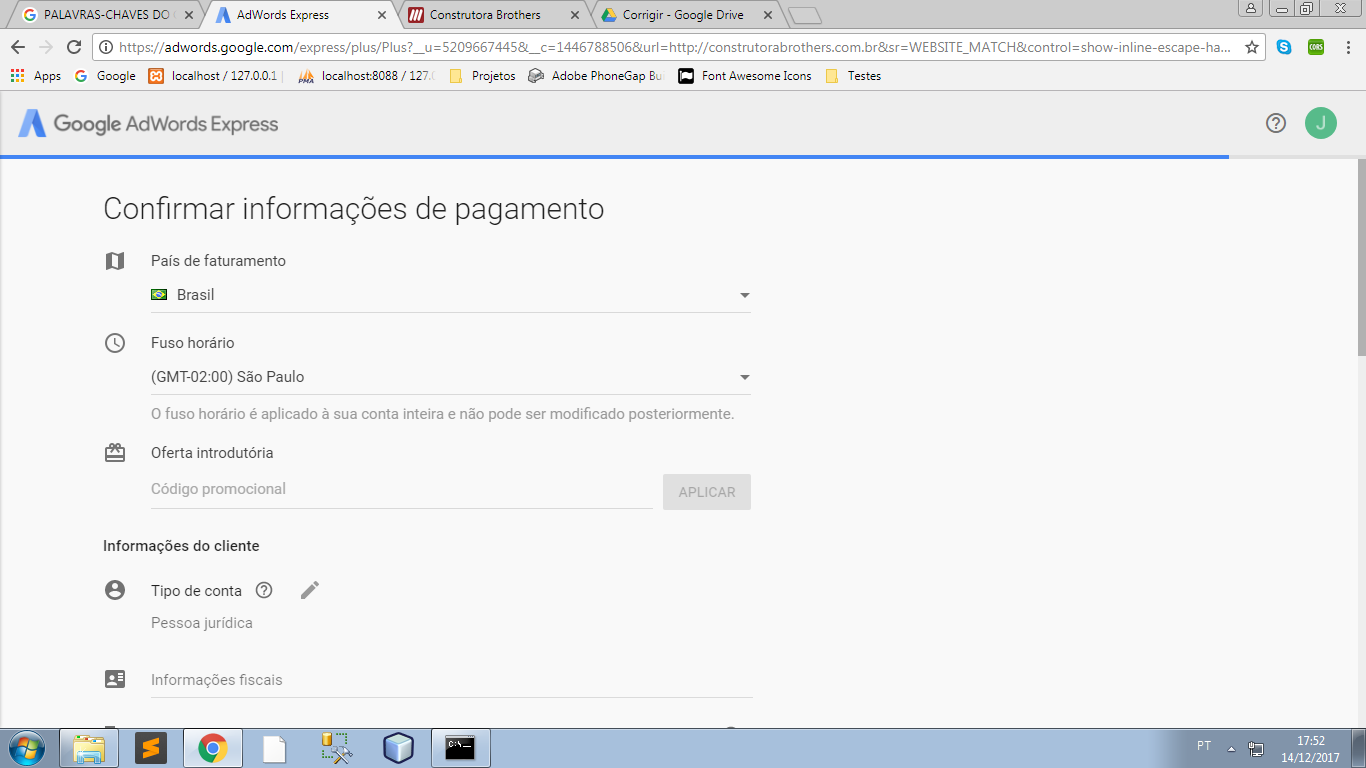 PALAVRAS-CHAVES DO
AdWords Express
Construtora Brothers
Corrigir - Google Drive
https://adwords.google.com/express/plus/Plus?__u=5209667445&__c=1446788506&url=http://construtorabrothers.com.br&sr=WEBSITE_MATCH&control=show-inline-escape-ha...
CORS
Apps
Google
localhost / 127.0.0.1
PMA
localhost:8088 / 127.
Projetos
Adobe PhoneGap Bu
Font Awesome Icons
Testes
Google AdWords Express
J
Confirmar informações de pagamento
País de faturamento
Brasil
Fuso horário
(GMT-02:00) São Paulo
O fuso horário é aplicado à sua conta inteira e não pode ser modificado posteriormente.
Oferta introdutória
Código promocional
APLICAR
Informações do cliente
Tipo de conta
Pessoa jurídica
Informações fiscais
PT
17:52
14/12/2017